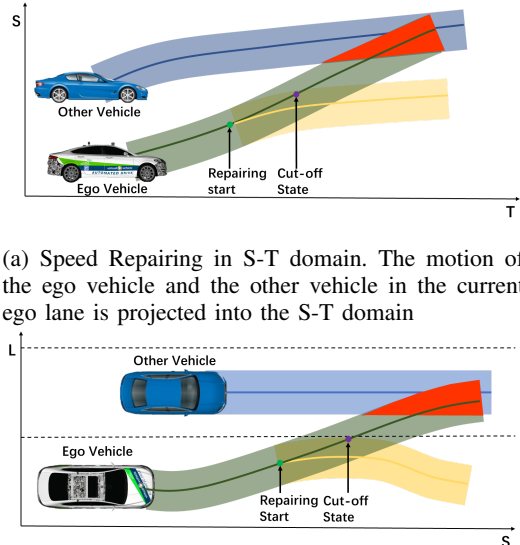 S
Other Vehicle
AUTOMATED DRIVE
Ego Vehicle
Repairing
start
Cut-off
State
T
(a) Speed Repairing in S-T domain. The motion of
the ego vehicle and the other vehicle in the current
ego lane is projected into the S-T domain
L
Other Vehicle
Ego Vehicle
Repairing
Start
Cut-off
State
S